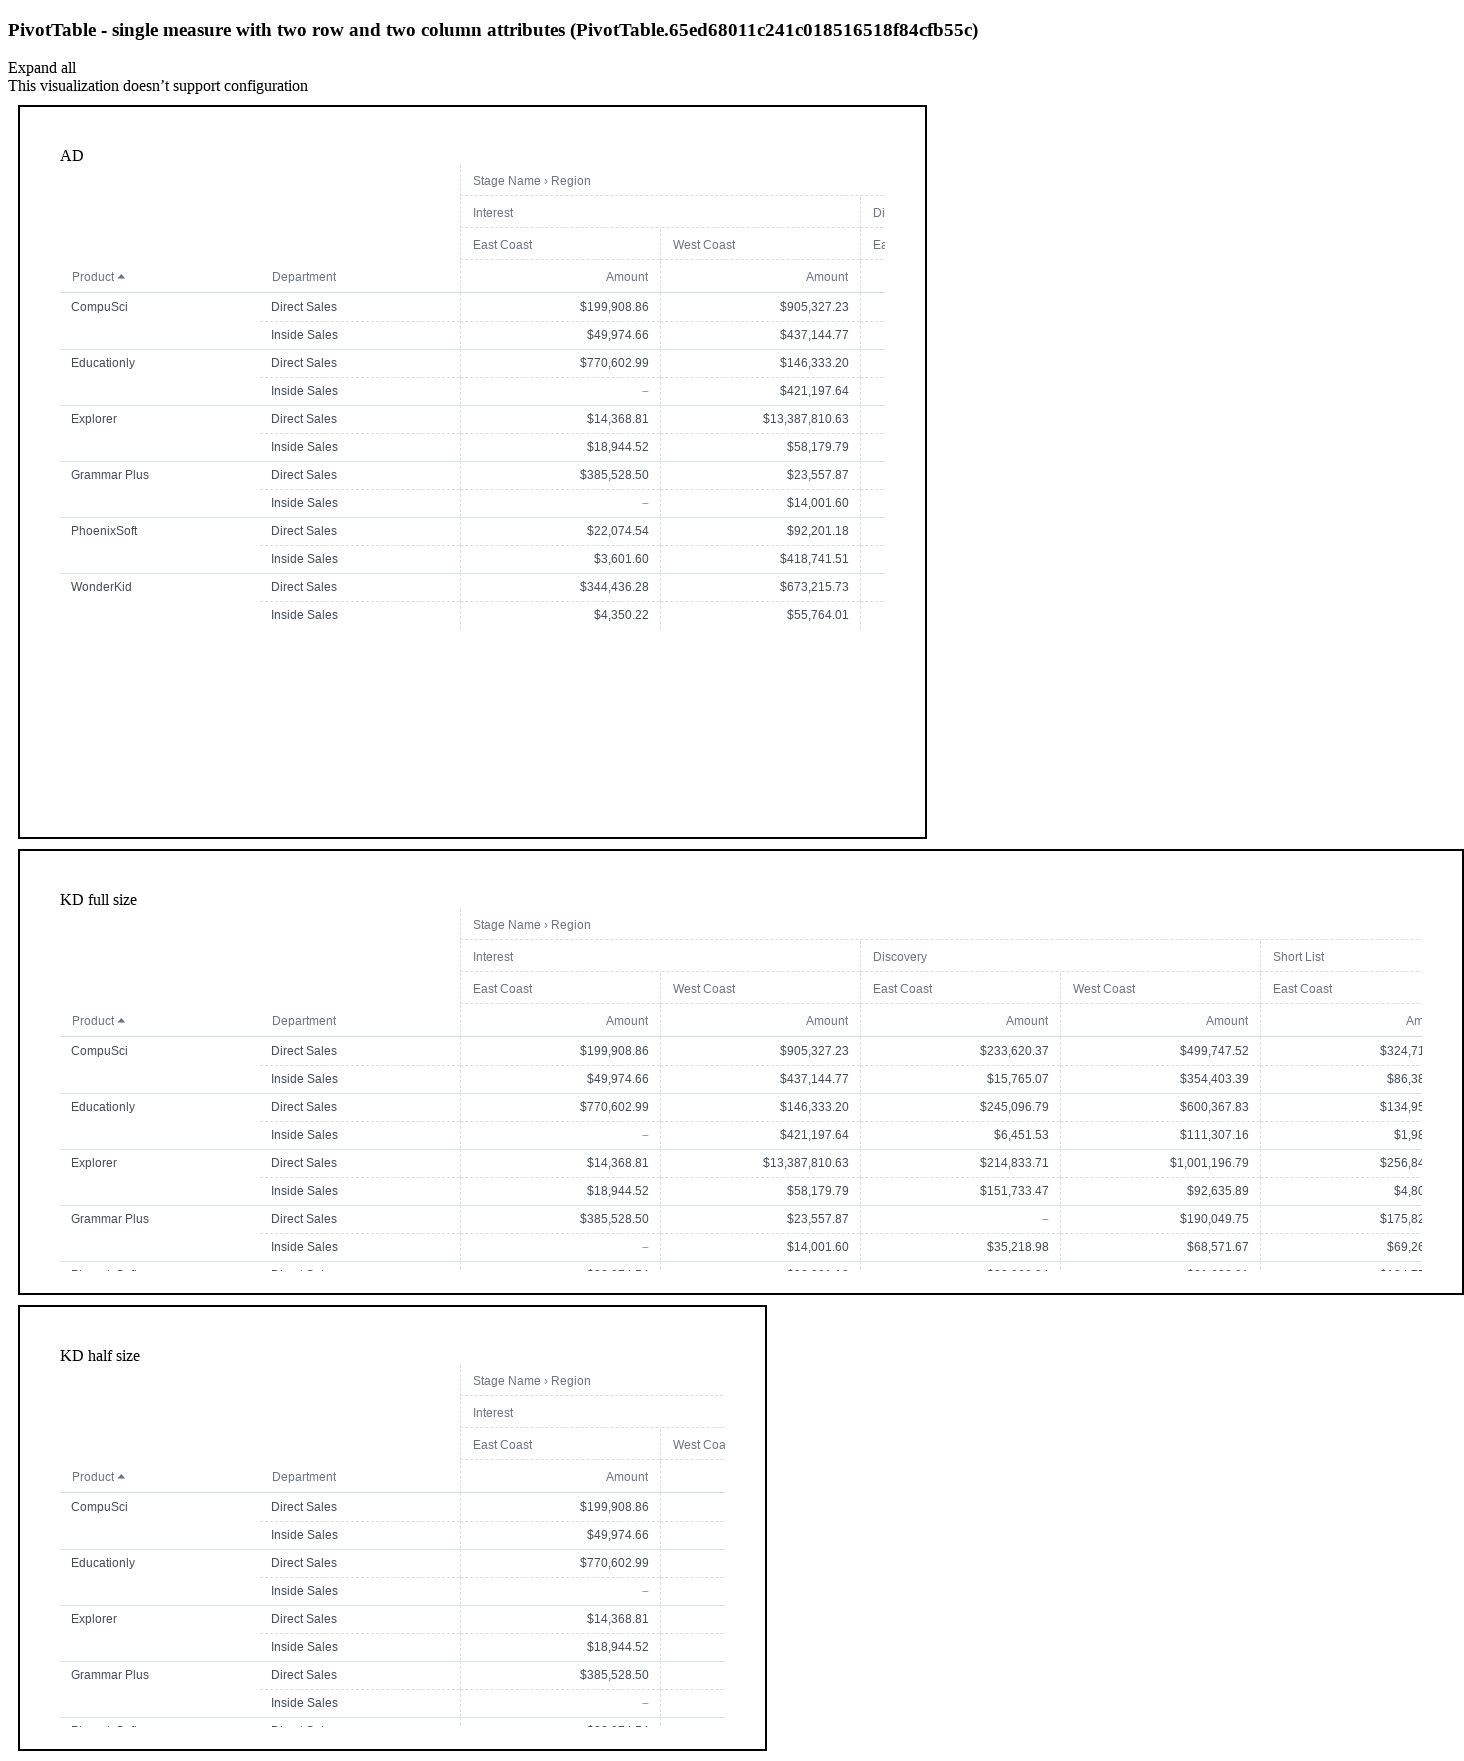 PivotTable - single measure with two row and two column attributes (PivotTable.65ed68011c241c018516518f84cfb55c)
Expand all
This visualization doesn’t support configuration
AD
Stage Name › Region
Interest Di
East Coast West Coast Ea
Product Department Amount Amount
CompuSci Direct Sales $199,908.86 $905,327.23
Inside Sales $49,974.66 $437,144.77
Educationly Direct Sales $770,602.99 $146,333.20
Inside Sales – $421,197.64
Explorer Direct Sales $14,368.81 $13,387,810.63
Inside Sales $18,944.52 $58,179.79
Grammar Plus Direct Sales $385,528.50 $23,557.87
Inside Sales – $14,001.60
PhoenixSoft Direct Sales $22,074.54 $92,201.18
Inside Sales $3,601.60 $418,741.51
WonderKid Direct Sales $344,436.28 $673,215.73
Inside Sales $4,350.22 $55,764.01
KD full size
Stage Name › Region
Interest Discovery Short List
East Coast West Coast East Coast West Coast East Coast
Product Department Amount Amount Amount Amount Am
CompuSci Direct Sales $199,908.86 $905,327.23 $233,620.37 $499,747.52 $324,71
Inside Sales $49,974.66 $437,144.77 $15,765.07 $354,403.39 $86,38
Educationly Direct Sales $770,602.99 $146,333.20 $245,096.79 $600,367.83 $134,95
Inside Sales – $421,197.64 $6,451.53 $111,307.16 $1,98
Explorer Direct Sales $14,368.81 $13,387,810.63 $214,833.71 $1,001,196.79 $256,84
Inside Sales $18,944.52 $58,179.79 $151,733.47 $92,635.89 $4,80
Grammar Plus Direct Sales $385,528.50 $23,557.87 – $190,049.75 $175,82
Inside Sales – $14,001.60 $35,218.98 $68,571.67 $69,26
KD half size
Stage Name › Region
Interest
East Coast West Coa
Product Department Amount
CompuSci Direct Sales $199,908.86
Inside Sales $49,974.66
Educationly Direct Sales $770,602.99
Inside Sales –
Explorer Direct Sales $14,368.81
Inside Sales $18,944.52
Grammar Plus Direct Sales $385,528.50
Inside Sales –